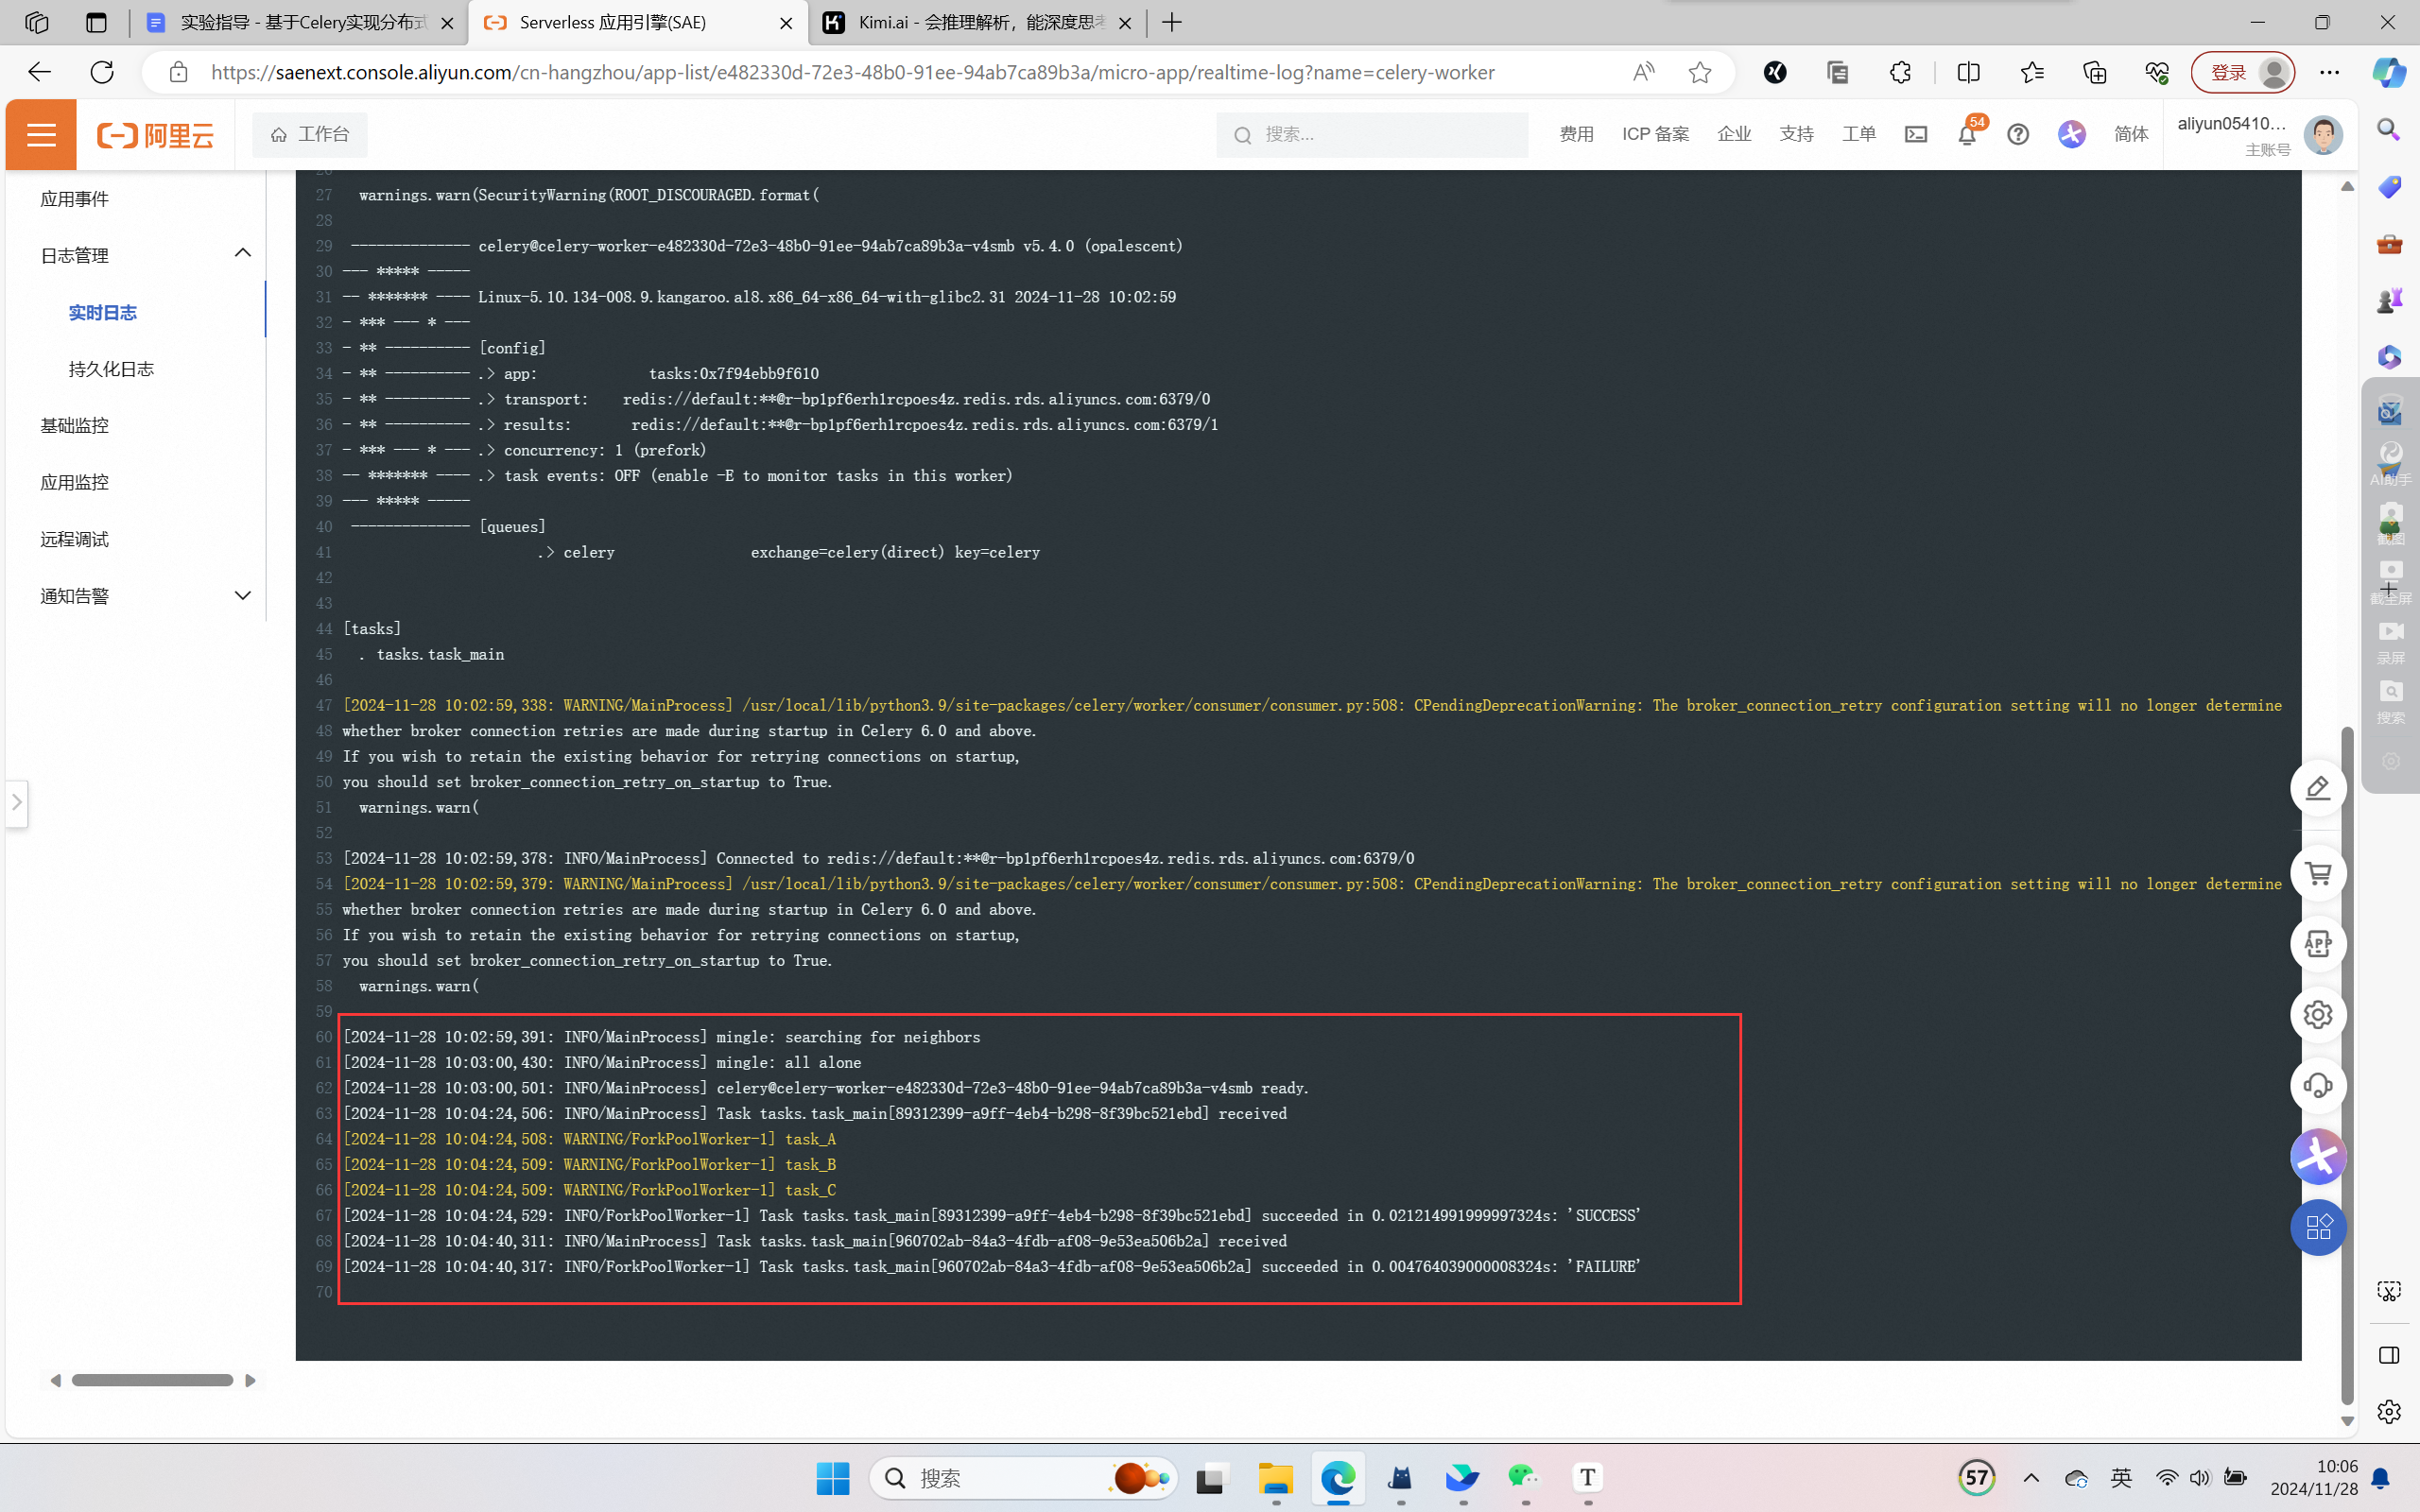 实验指导 - 基于Celery实现分布式
Serverless 应用引擎(SAE)
Kimi.ai - 会推理解析，能深度思考
https://saenext.console.aliyun.com/cn-hangzhou/app-list/e482330d-72e3-48b0-91ee-94ab7ca89b3a/micro-app/realtime-log?name=celery-worker
登录
阿里云
工作台
搜索...
费用
ICP 备案
企业
支持
工单
54
简体
aliyun05410...
主账号
应用事件
日志管理
实时日志
持久化日志
基础监控
应用监控
远程调试
通知告警
26
27 warnings.warn(SecurityWarning(ROOT_DISCOURAGED.format(
28
29 -------------- celery@celery-worker-e482330d-72e3-48b0-91ee-94ab7ca89b3a-v4smb v5.4.0 (opalescent)
30 --- ***** -----
31 -- ******* ---- Linux-5.10.134-008.9.kangaroo.al8.x86_64-x86_64-with-glibc2.31 2024-11-28 10:02:59
32 - *** --- * ---
33 - ** ---------- [config]
34 - ** ---------- .> app: tasks:0x7f94ebb9f610
35 - ** ---------- .> transport: redis://default:**@r-bp1pf6erh1rcpoes4z.redis.rds.aliyuncs.com:6379/0
36 - ** ---------- .> results: redis://default:**@r-bp1pf6erh1rcpoes4z.redis.rds.aliyuncs.com:6379/1
37 - *** --- * --- .> concurrency: 1 (prefork)
38 -- ******* ---- .> task events: OFF (enable -E to monitor tasks in this worker)
39 --- ***** -----
40 -------------- [queues]
41 .> celery exchange=celery(direct) key=celery
42
43
44 [tasks]
45 . tasks.task_main
46
47 [2024-11-28 10:02:59,338: WARNING/MainProcess] /usr/local/lib/python3.9/site-packages/celery/worker/consumer/consumer.py:508: CPendingDeprecationWarning: The broker_connection_retry configuration setting will no longer determine
48 whether broker connection retries are made during startup in Celery 6.0 and above.
49 If you wish to retain the existing behavior for retrying connections on startup,
50 you should set broker_connection_retry_on_startup to True.
51 warnings.warn(
52
53 [2024-11-28 10:02:59,378: INFO/MainProcess] Connected to redis://default:**@r-bp1pf6erh1rcpoes4z.redis.rds.aliyuncs.com:6379/0
54 [2024-11-28 10:02:59,379: WARNING/MainProcess] /usr/local/lib/python3.9/site-packages/celery/worker/consumer/consumer.py:508: CPendingDeprecationWarning: The broker_connection_retry configuration setting will no longer determine
55 whether broker connection retries are made during startup in Celery 6.0 and above.
56 If you wish to retain the existing behavior for retrying connections on startup,
57 you should set broker_connection_retry_on_startup to True.
58 warnings.warn(
59
60 [2024-11-28 10:02:59,391: INFO/MainProcess] mingle: searching for neighbors
61 [2024-11-28 10:03:00,430: INFO/MainProcess] mingle: all alone
62 [2024-11-28 10:03:00,501: INFO/MainProcess] celery@celery-worker-e482330d-72e3-48b0-91ee-94ab7ca89b3a-v4smb ready.
63 [2024-11-28 10:04:24,506: INFO/MainProcess] Task tasks.task_main[89312399-a9ff-4eb4-b298-8f39bc521ebd] received
64 [2024-11-28 10:04:24,508: WARNING/ForkPoolWorker-1] task_A
65 [2024-11-28 10:04:24,509: WARNING/ForkPoolWorker-1] task_B
66 [2024-11-28 10:04:24,509: WARNING/ForkPoolWorker-1] task_C
67 [2024-11-28 10:04:24,529: INFO/ForkPoolWorker-1] Task tasks.task_main[89312399-a9ff-4eb4-b298-8f39bc521ebd] succeeded in 0.021214991999997324s: 'SUCCESS'
68 [2024-11-28 10:04:40,311: INFO/MainProcess] Task tasks.task_main[960702ab-84a3-4fdb-af08-9e53ea506b2a] received
69 [2024-11-28 10:04:40,317: INFO/ForkPoolWorker-1] Task tasks.task_main[960702ab-84a3-4fdb-af08-9e53ea506b2a] succeeded in 0.004764039000008324s: 'FAILURE'
70
AI助手
截图
截全屏
录屏
搜索
APP
搜索
57
英
10:06
2024/11/28